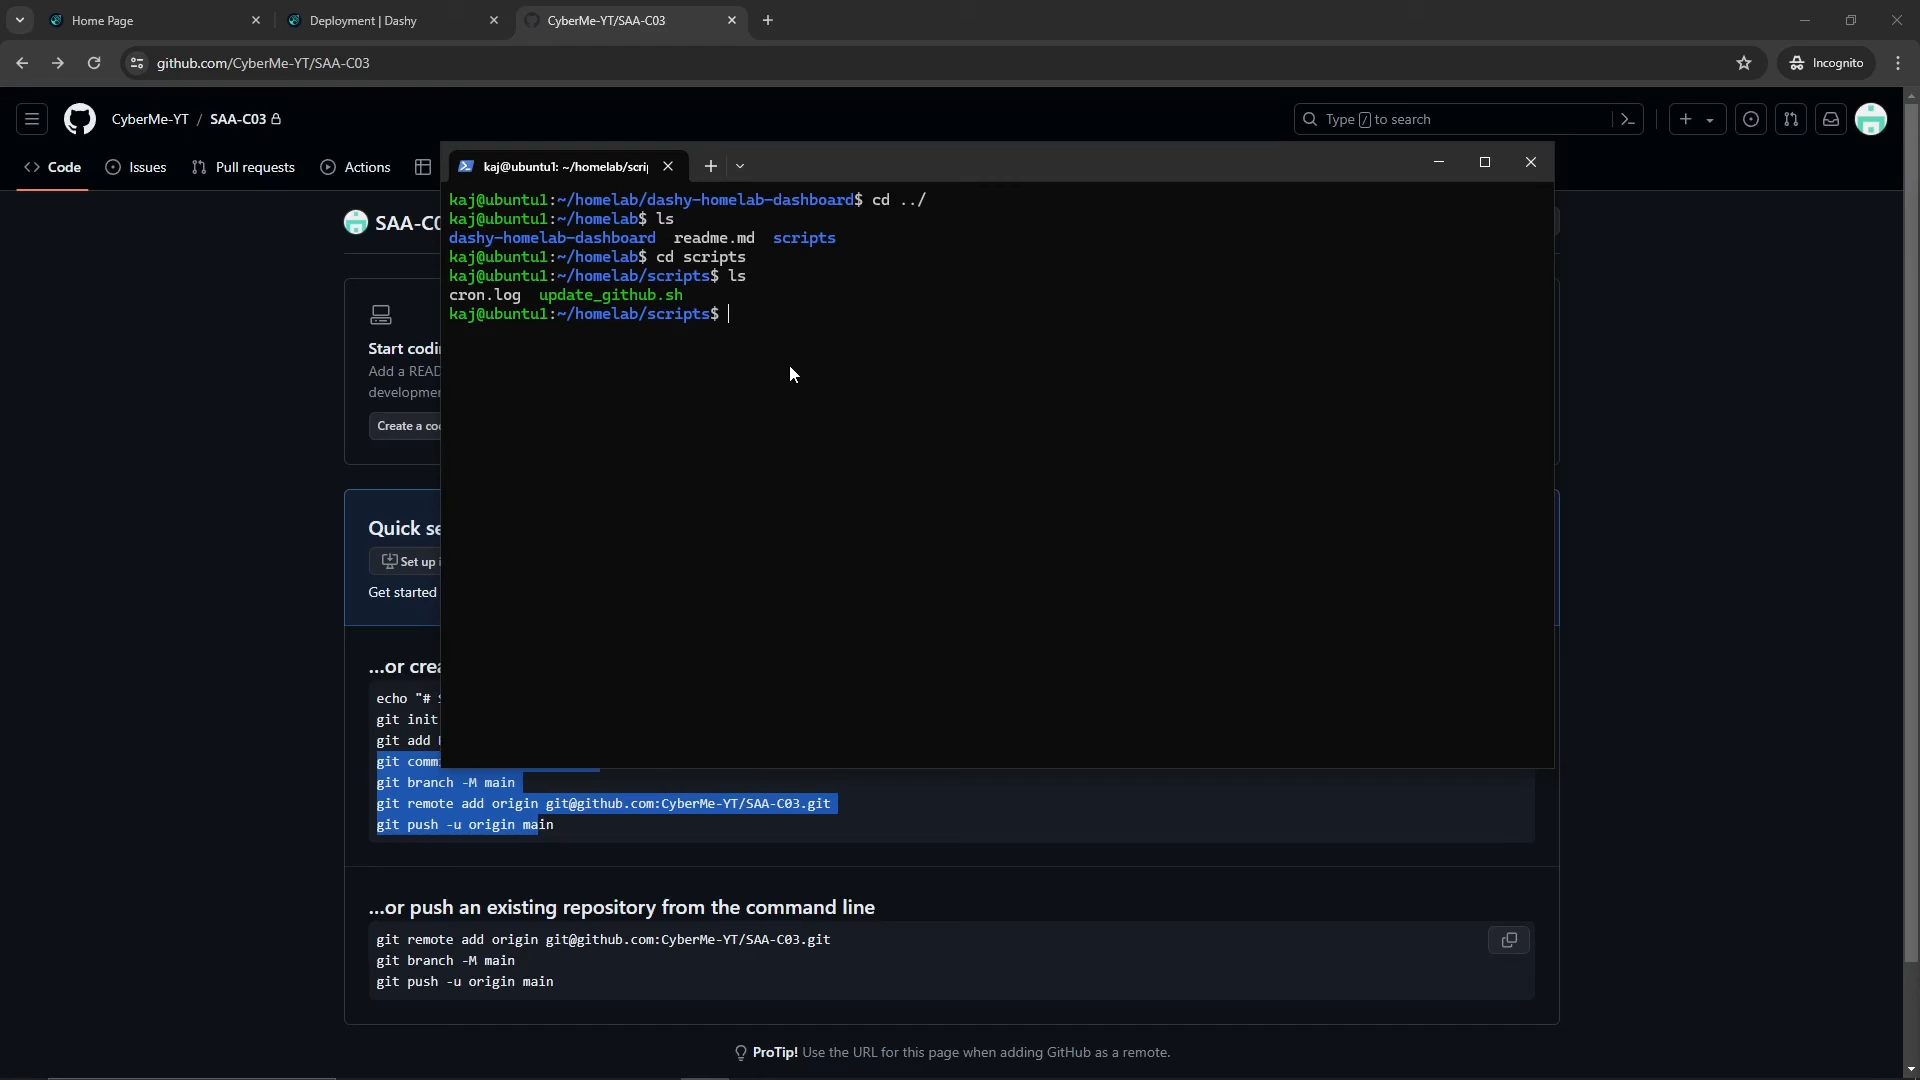 Home Page
Deployment | Dashy
CyberMe-YT/SAA-C03
github.com/CyberMe-YT/SAA-C03
Incognito
CyberMe-YT / SAA-C03
Type / to search
Code
Issues
Pull requests
Actions
kaj@ubuntu1: ~/homelab/scrip
kaj@ubuntu1:~/homelab/dashy-homelab-dashboard$ cd ../
kaj@ubuntu1:~/homelab$ ls
dashy-homelab-dashboard readme.md scripts
kaj@ubuntu1:~/homelab$ cd scripts
kaj@ubuntu1:~/homelab/scripts$ ls
cron.log update_github.sh
kaj@ubuntu1:~/homelab/scripts$
SAA-C0
Start codi
Add a READ
developmen
Create a co
Quick se
Set up i
Get started
...or crea
echo "#
git init
git add
git comm
git branch -M main
git remote add origin git@github.com:CyberMe-YT/SAA-C03.git
git push -u origin main
...or push an existing repository from the command line
git remote add origin git@github.com:CyberMe-YT/SAA-C03.git
git branch -M main
git push -u origin main
ProTip! Use the URL for this page when adding GitHub as a remote.